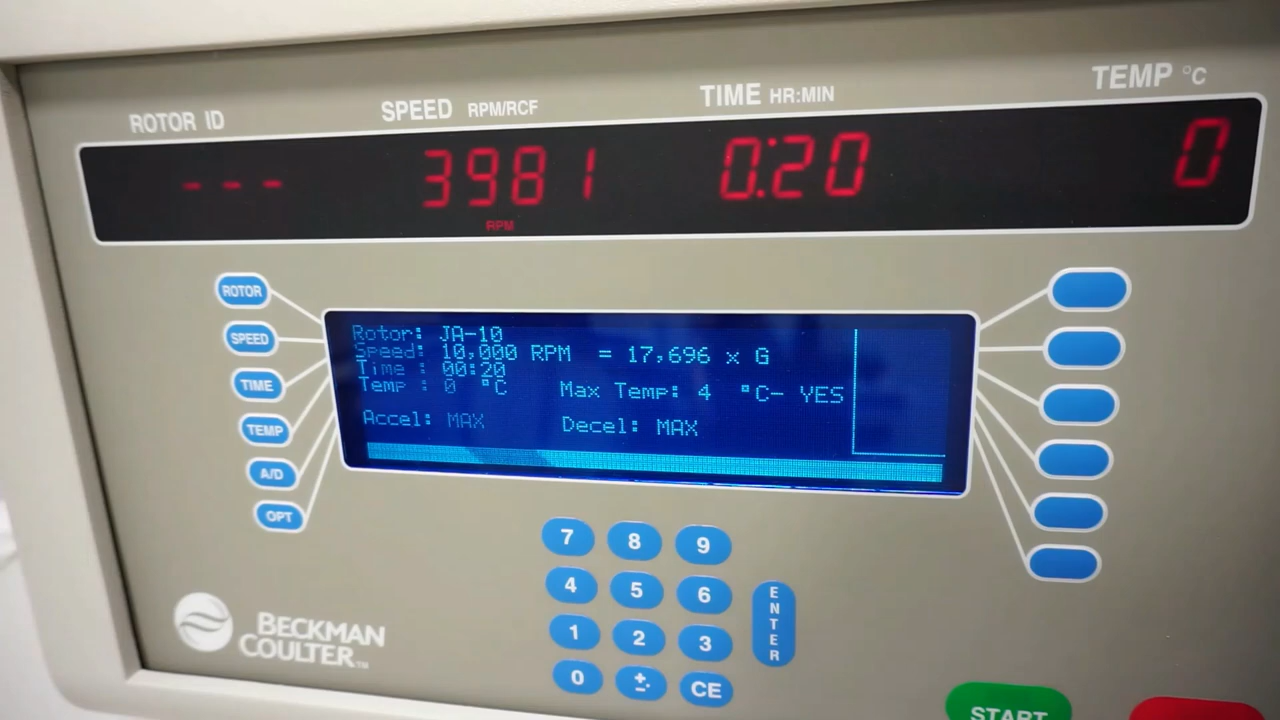 ROTOR ID
SPEED RPM/RCF
TIME HR:MIN
TEMP °C
- - -
3981
RPM
0:20
0
ROTOR
SPEED
TIME
TEMP
A/D
OPT
Rotor: JA-10
Speed: 10,000 RPM = 17,696 x G
Time : 00:20
Temp : 0 °C Max Temp: 4 °C- YES
Accel: MAX Decel: MAX
7 8 9
4 5 6
1 2 3
0 +-. CE
ENTER
BECKMAN
COULTER™
START